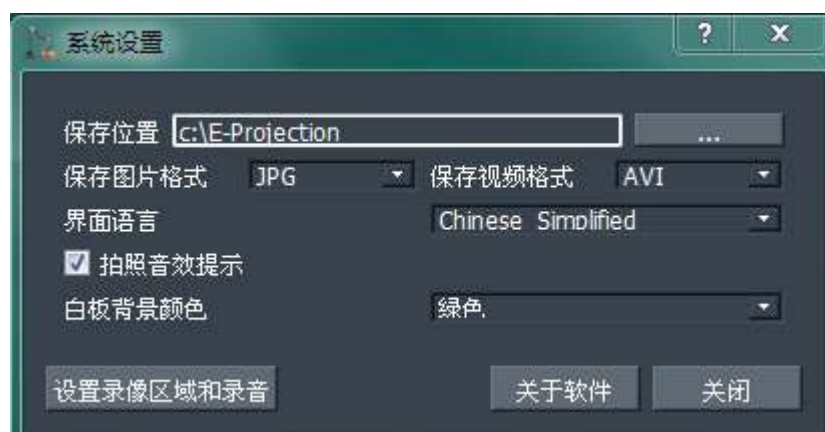 系统设置 ? X
保存位置 c:\E-Projection ...
保存图片格式 JPG 保存视频格式 AVI
界面语言 Chinese Simplified
拍照音效提示
白板背景颜色 绿色
设置录像区域和录音 关于软件 关闭